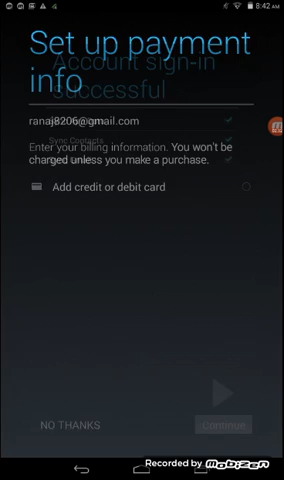 8:42 AM
Set up payment
Account sign-in
info
successful
ranaj8206@gmail.com
Sync Contacts
Enter your billing information. You won't be
charged unless you make a purchase.
Add credit or debit card
NO THANKS
Continue
Recorded by mobizen